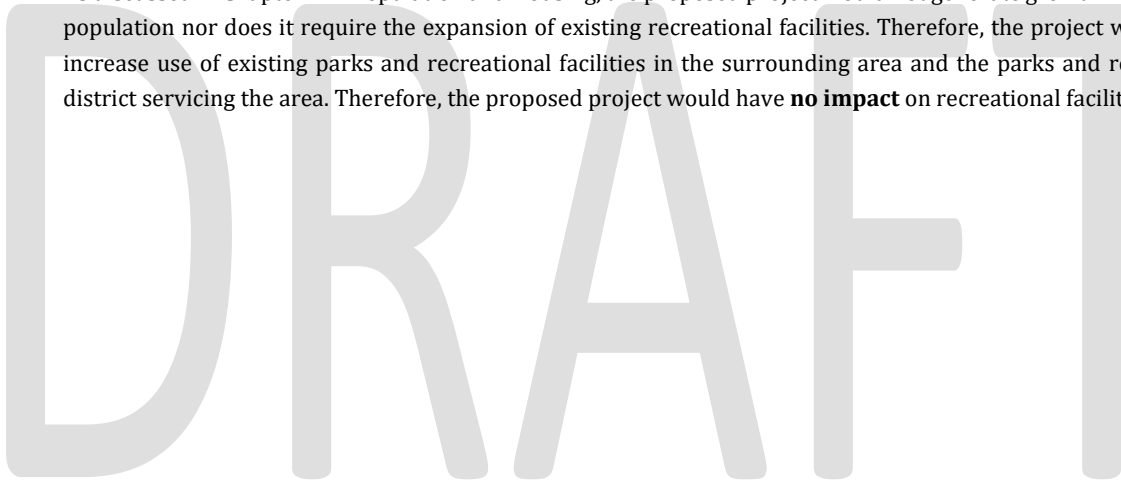 population nor does it require the expansion of existing recreational facilities. Therefore, the project
increase use of existing parks and recreational facilities in the surrounding area and the parks and
district servicing the area. Therefore, the proposed project would have no impact on recreational
DRAFT